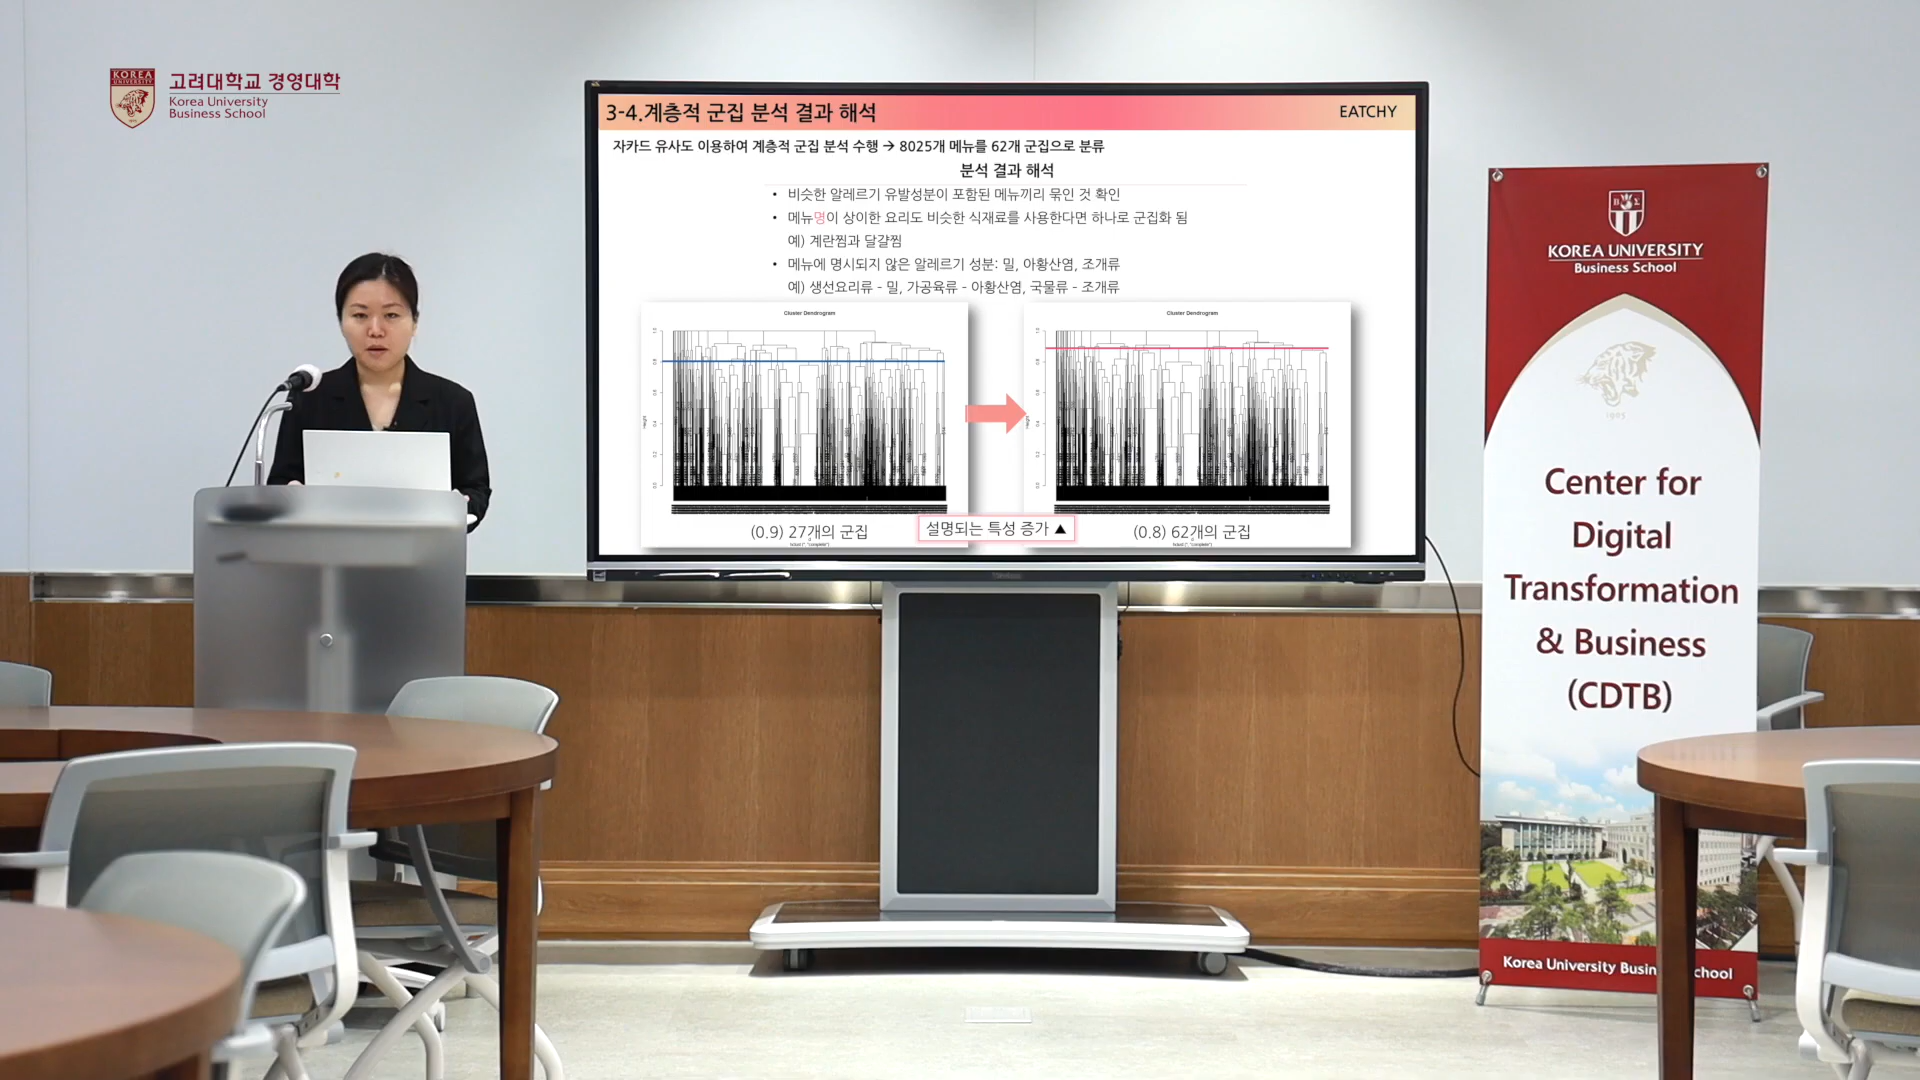 KOREA
UNIVERSITY
고려대학교 경영대학
Korea University
Business School
3-4.계층적 군집 분석 결과 해석
EATCHY
자카드 유사도 이용하여 계층적 군집 분석 수행 → 8025개 메뉴를 62개 군집으로 분류
분석 결과 해석
• 비슷한 알레르기 유발성분이 포함된 메뉴끼리 묶인 것 확인
• 메뉴명이 상이한 요리도 비슷한 식재료를 사용한다면 하나로 군집화 됨
예) 계란찜과 달걀찜
• 메뉴에 명시되지 않은 알레르기 성분: 밀, 아황산염, 조개류
예) 생선요리류 - 밀, 가공육류 - 아황산염, 국물류 - 조개류
Cluster Dendrogram
Cluster Dendrogram
(0.9) 27개의 군집
설명되는 특성 증가 ▲
(0.8) 62개의 군집
KOREA UNIVERSITY
Business School
1905
Center for
Digital
Transformation
& Business
(CDTB)
Korea University Busin chool